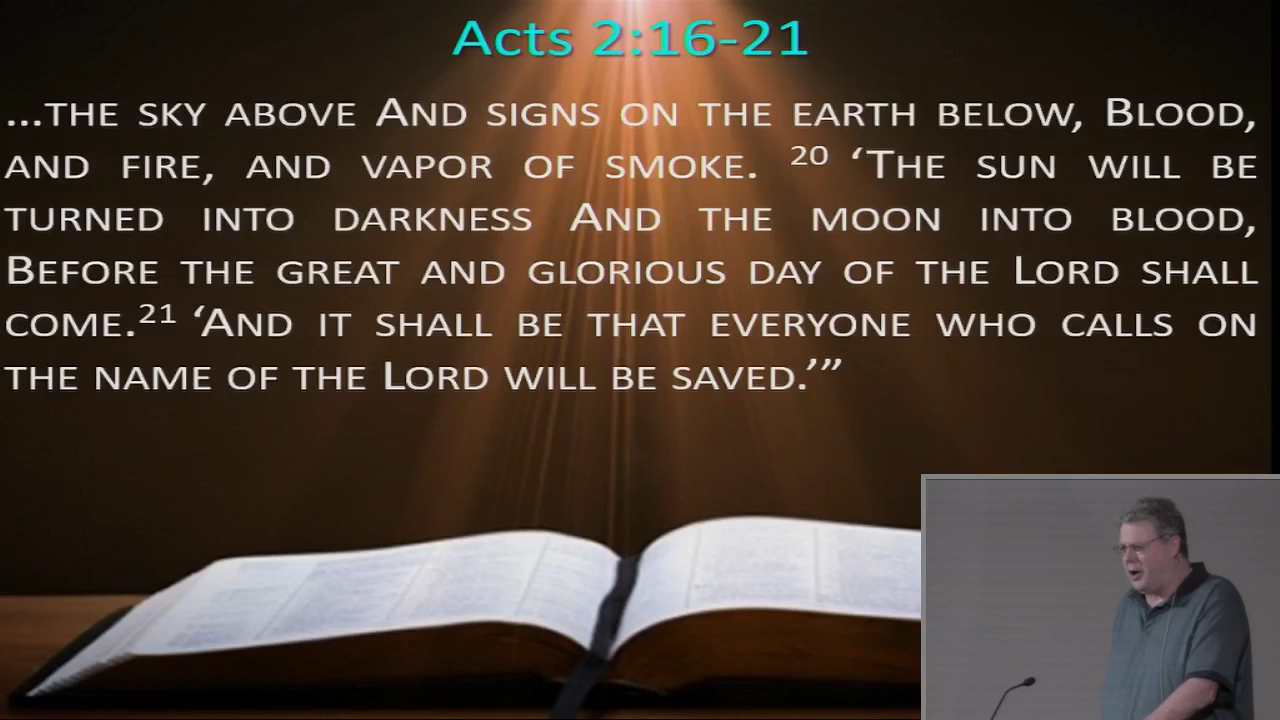 Acts 2:16-21
...THE SKY ABOVE AND SIGNS ON THE EARTH BELOW, BLOOD,
AND FIRE, AND VAPOR OF SMOKE. 20 ‘THE SUN WILL BE
TURNED INTO DARKNESS AND THE MOON INTO BLOOD,
BEFORE THE GREAT AND GLORIOUS DAY OF THE LORD SHALL
COME.21 ‘AND IT SHALL BE THAT EVERYONE WHO CALLS ON
THE NAME OF THE LORD WILL BE SAVED.’”